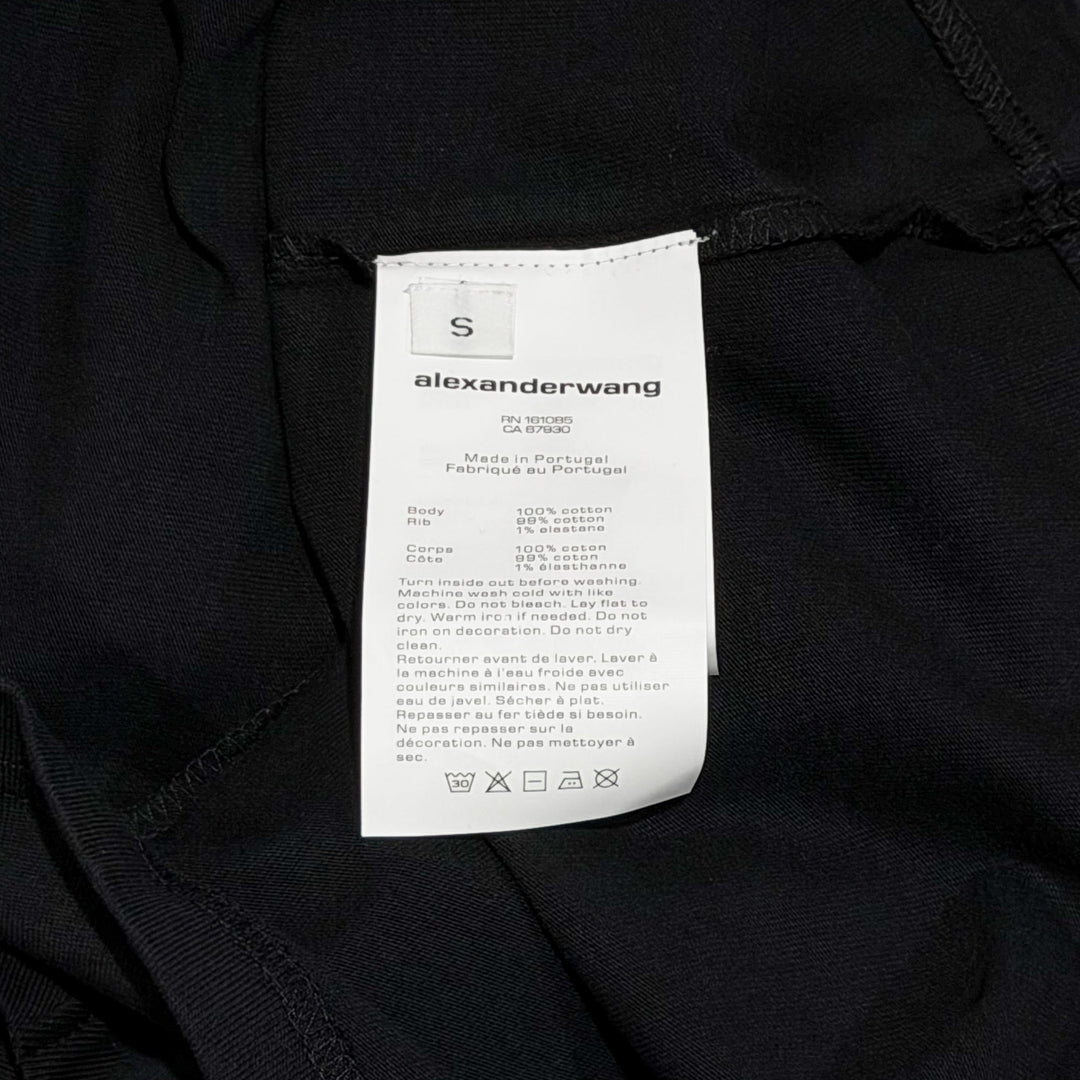 S
alexanderwang
RN 161085
CA 67930
Made in Portugal
Fabriqué au Portugal
Body 100% cotton
Rib 99% cotton
1% elastane
Corps 100% coton
Côte 99% coton
1% élasthanne
Turn inside out before washing.
Machine wash cold with like
colors. Do not bleach. Lay flat to
dry. Warm iron if needed. Do not
iron on decoration. Do not dry
clean.
Retourner avant de laver. Laver à
la machine à l'eau froide avec
couleurs similaires. Ne pas utiliser
eau de javel. Sécher à plat.
Repasser au fer tiède si besoin.
Ne pas repasser sur la
décoration. Ne pas mettoyer à
sec.
30